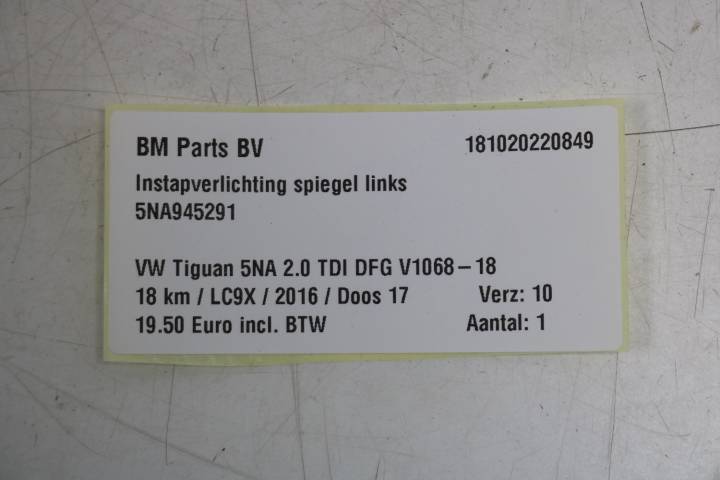 BM Parts BV 181020220849
Instapverlichting spiegel links
5NA945291
VW Tiguan 5NA 2.0 TDI DFG V1068-18
18 km / LC9X / 2016 / Doos 17 Verz: 10
19.50 Euro incl. BTW Aantal: 1